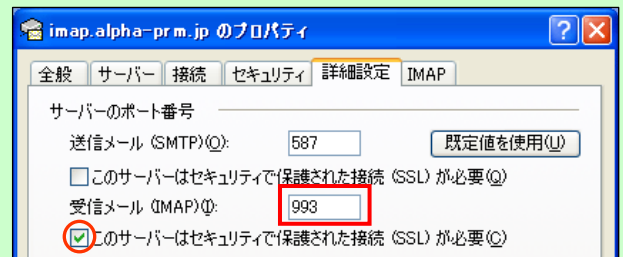 imap.alpha-prm.jp のプロパティ
全般 サーバー 接続 セキュリティ 詳細設定 IMAP
サーバーのポート番号
送信メール (SMTP)(O): 587 既定値を使用(U)
このサーバーはセキュリティで保護された接続 (SSL) が必要(Q)
受信メール (IMAP)(I): 993
このサーバーはセキュリティで保護された接続 (SSL) が必要(C)